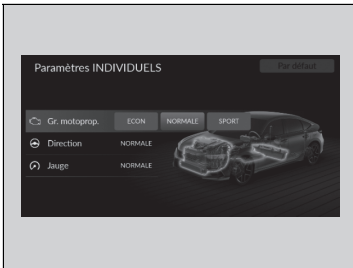 Paramètres INDIVIDUELS
Par défaut
Gr. motoprop. ECON NORMALE SPORT
Direction NORMALE
Jauge NORMALE